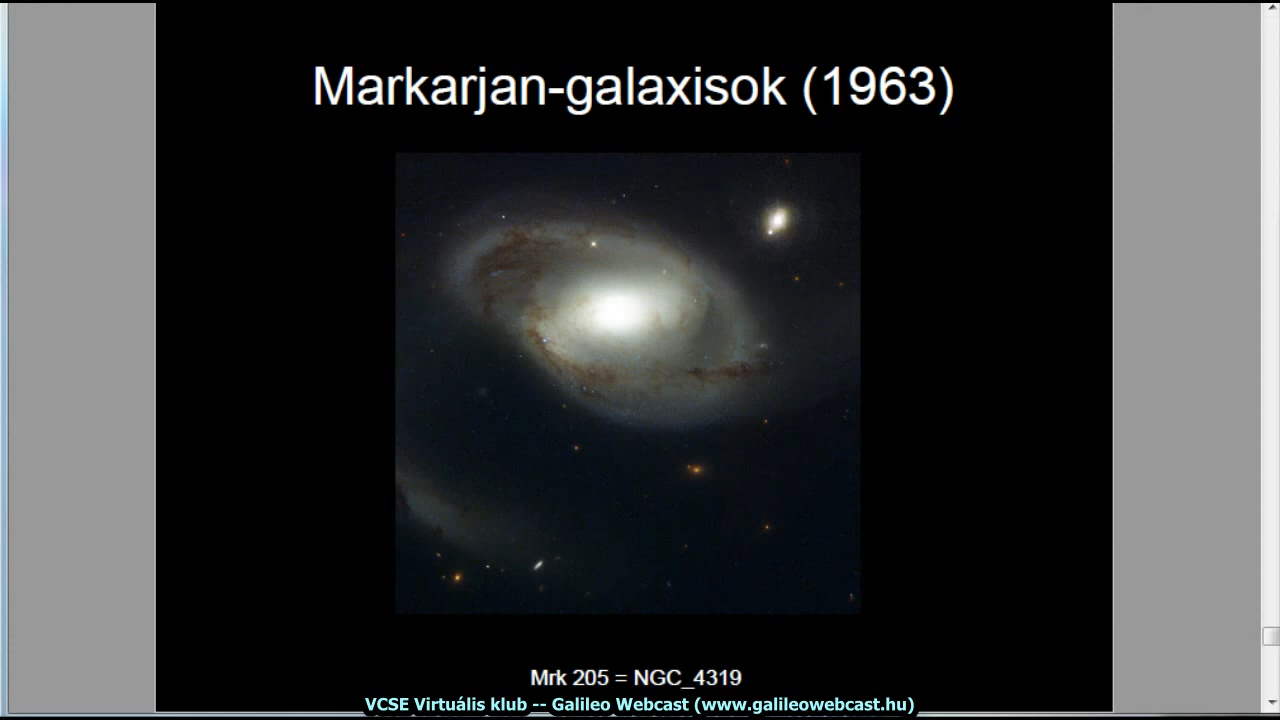 Markarjan-galaxisok (1963)
Mrk 205 = NGC_4319
VCSE Virtuális klub -- Galileo Webcast (www.galileowebcast.hu)